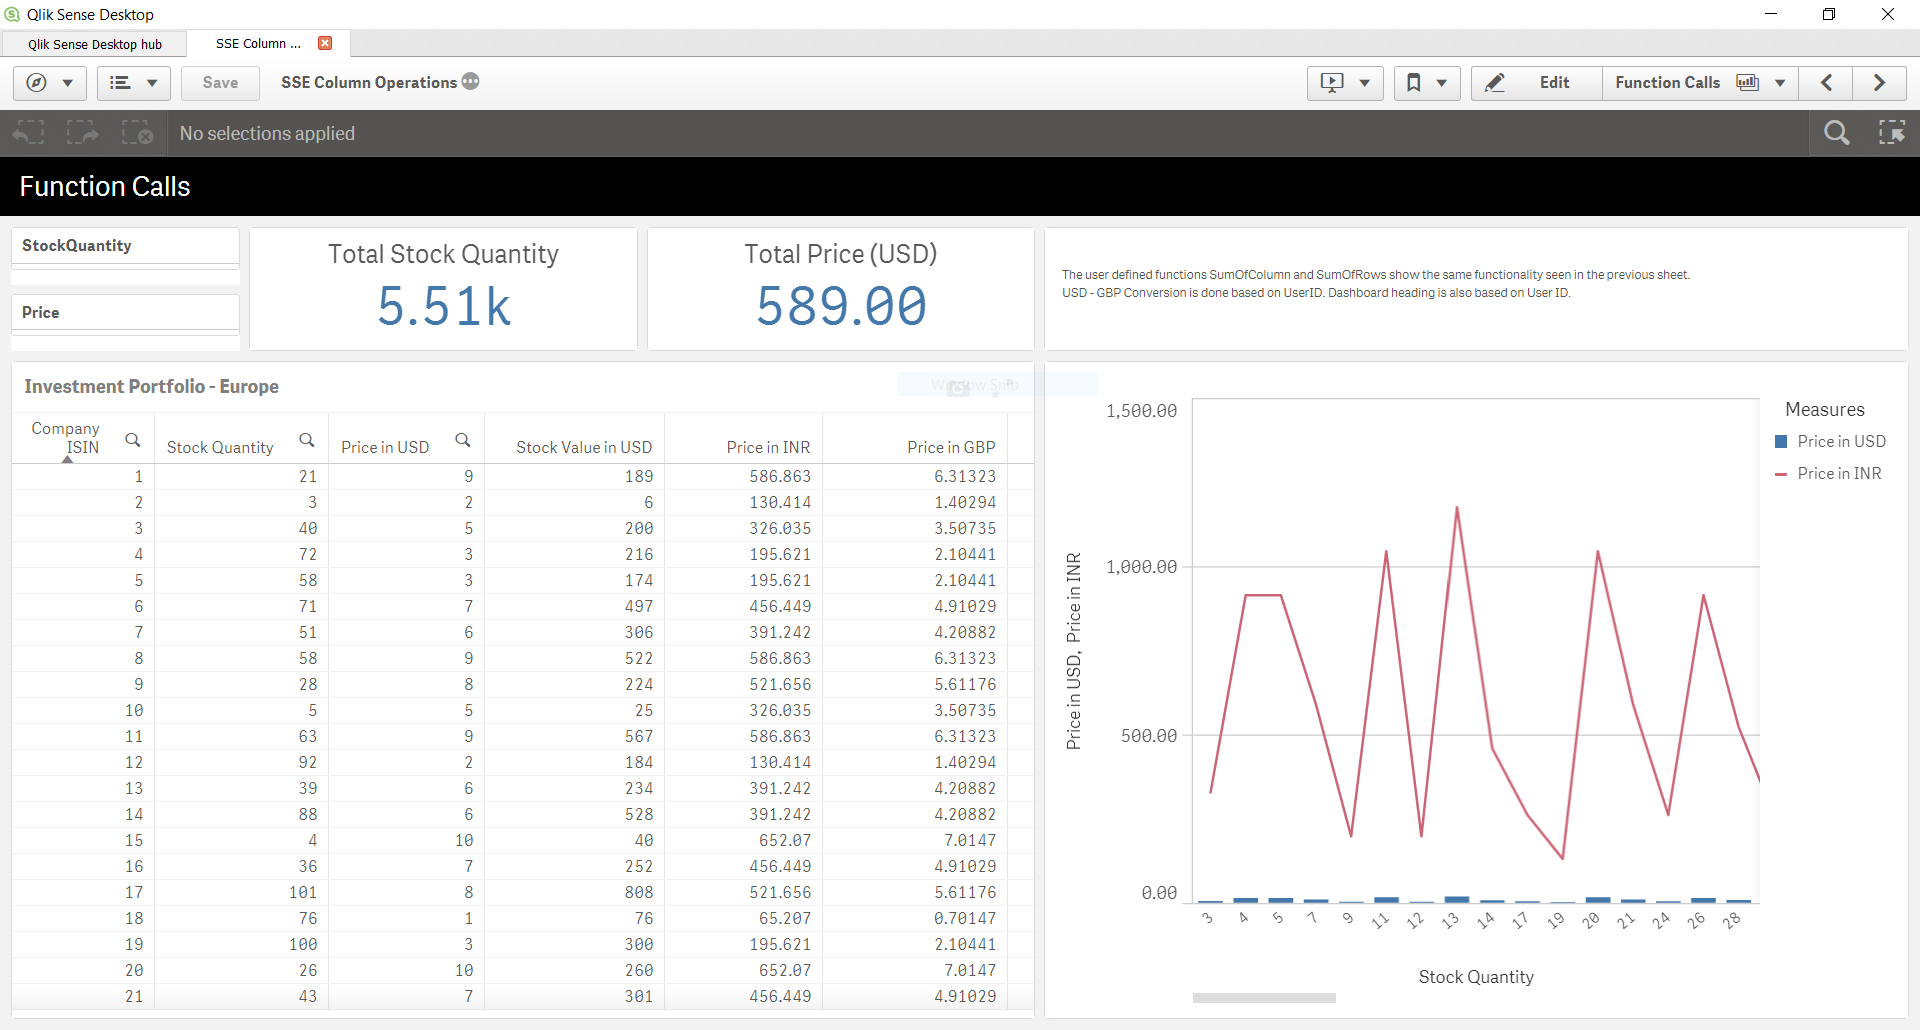 Qlik Sense Desktop
Qlik Sense Desktop hub
SSE Column ...
Save
SSE Column Operations
Edit
Function Calls
No selections applied
Function Calls
StockQuantity
Price
Total Stock Quantity
5.51k
Total Price (USD)
589.00
The user defined functions SumOfColumn and SumOfRows show the same functionality seen in the previous sheet.
USD - GBP Conversion is done based on UserID. Dashboard heading is also based on User ID.
Investment Portfolio - Europe
Window Snip
Company ISIN Stock Quantity Price in USD Stock Value in USD Price in INR Price in GBP
1 21 9 189 586.863 6.31323
2 3 2 6 130.414 1.40294
3 40 5 200 326.035 3.50735
4 72 3 216 195.621 2.10441
5 58 3 174 195.621 2.10441
6 71 7 497 456.449 4.91029
7 51 6 306 391.242 4.20882
8 58 9 522 586.863 6.31323
9 28 8 224 521.656 5.61176
10 5 5 25 326.035 3.50735
11 63 9 567 586.863 6.31323
12 92 2 184 130.414 1.40294
13 39 6 234 391.242 4.20882
14 88 6 528 391.242 4.20882
15 4 10 40 652.07 7.0147
16 36 7 252 456.449 4.91029
17 101 8 808 521.656 5.61176
18 76 1 76 65.207 0.70147
19 100 3 300 195.621 2.10441
20 26 10 260 652.07 7.0147
21 43 7 301 456.449 4.91029
Price in USD, Price in INR
1,500.00
1,000.00
500.00
0.00
3 4 5 7 9 11 12 13 14 17 19 20 21 24 26 28
Stock Quantity
Measures
Price in USD
Price in INR